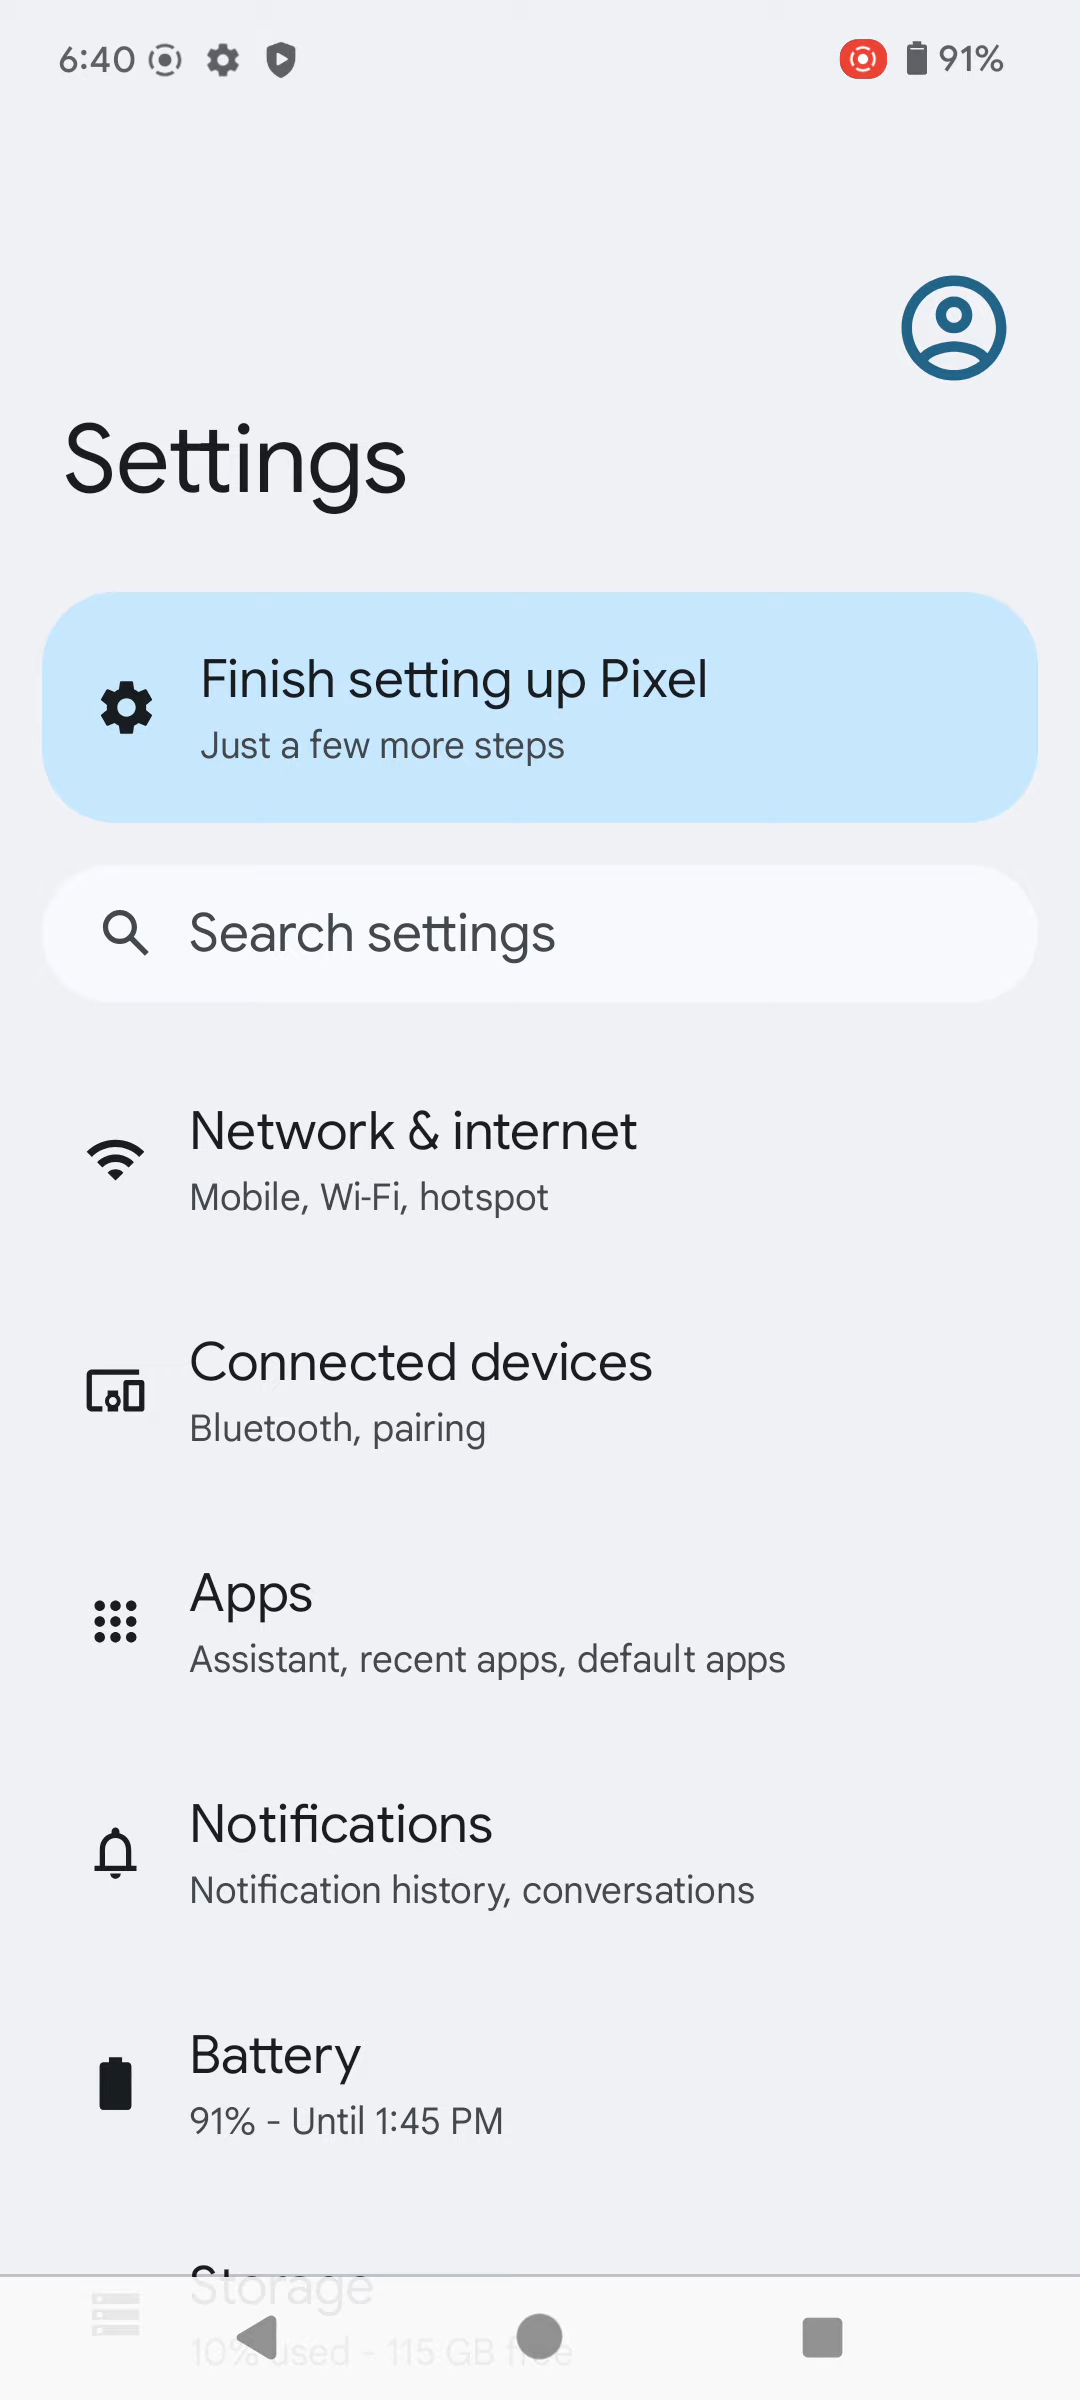 6:40
91%
Settings
Finish setting up Pixel
Just a few more steps
Search settings
Network & internet
Mobile, Wi-Fi, hotspot
Connected devices
Bluetooth, pairing
Apps
Assistant, recent apps, default apps
Notifications
Notification history, conversations
Battery
91% - Until 1:45 PM
Storage
10% used - 115 GB free